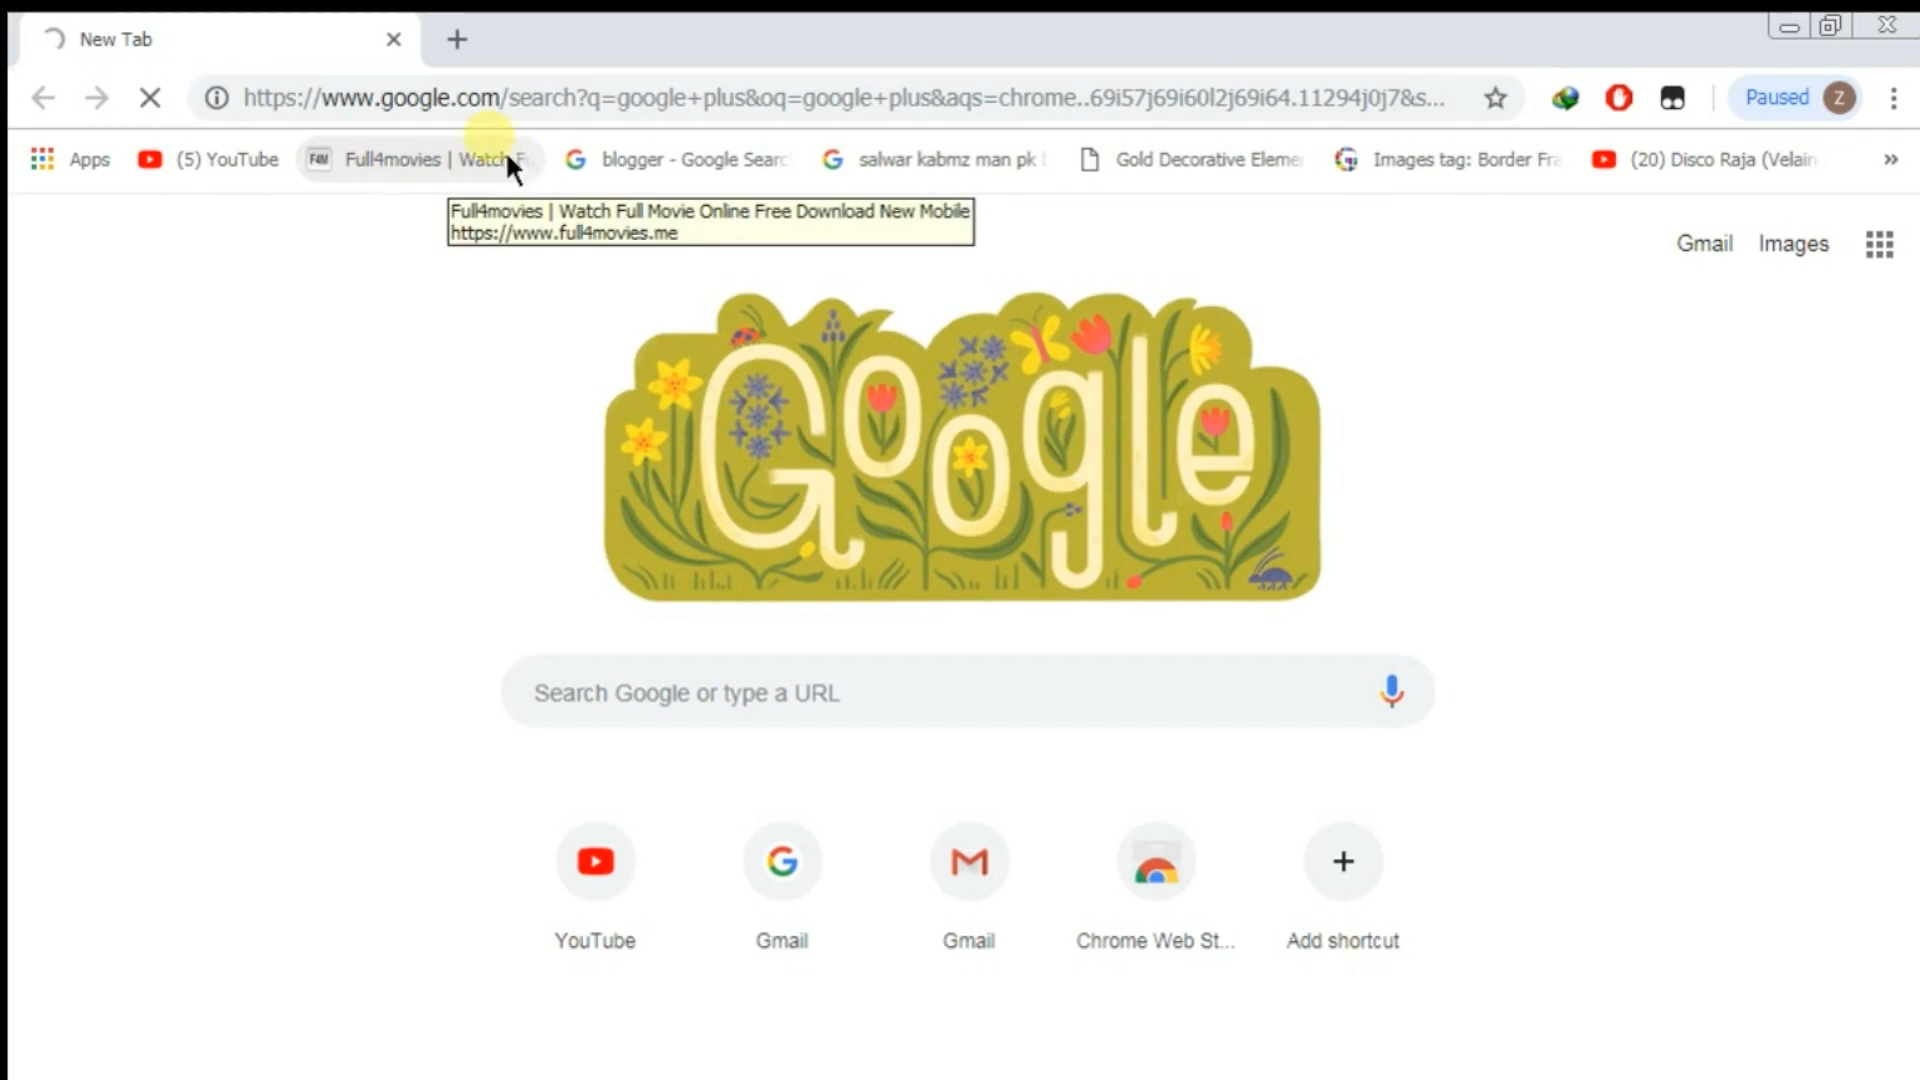 New Tab
https://www.google.com/search?q=google+plus&oq=google+plus&aqs=chrome..69i57j69i60l2j69i64.11294j0j7&s...
Paused Z
Apps (5) YouTube F4M Full4movies | Watch F blogger - Google Searc salwar kabmz man pk Gold Decorative Eleme Images tag: Border Fra (20) Disco Raja (Velain »
Full4movies | Watch Full Movie Online Free Download New Mobile
https://www.full4movies.me
Gmail Images
Google
Search Google or type a URL
YouTube Gmail Gmail Chrome Web St... Add shortcut